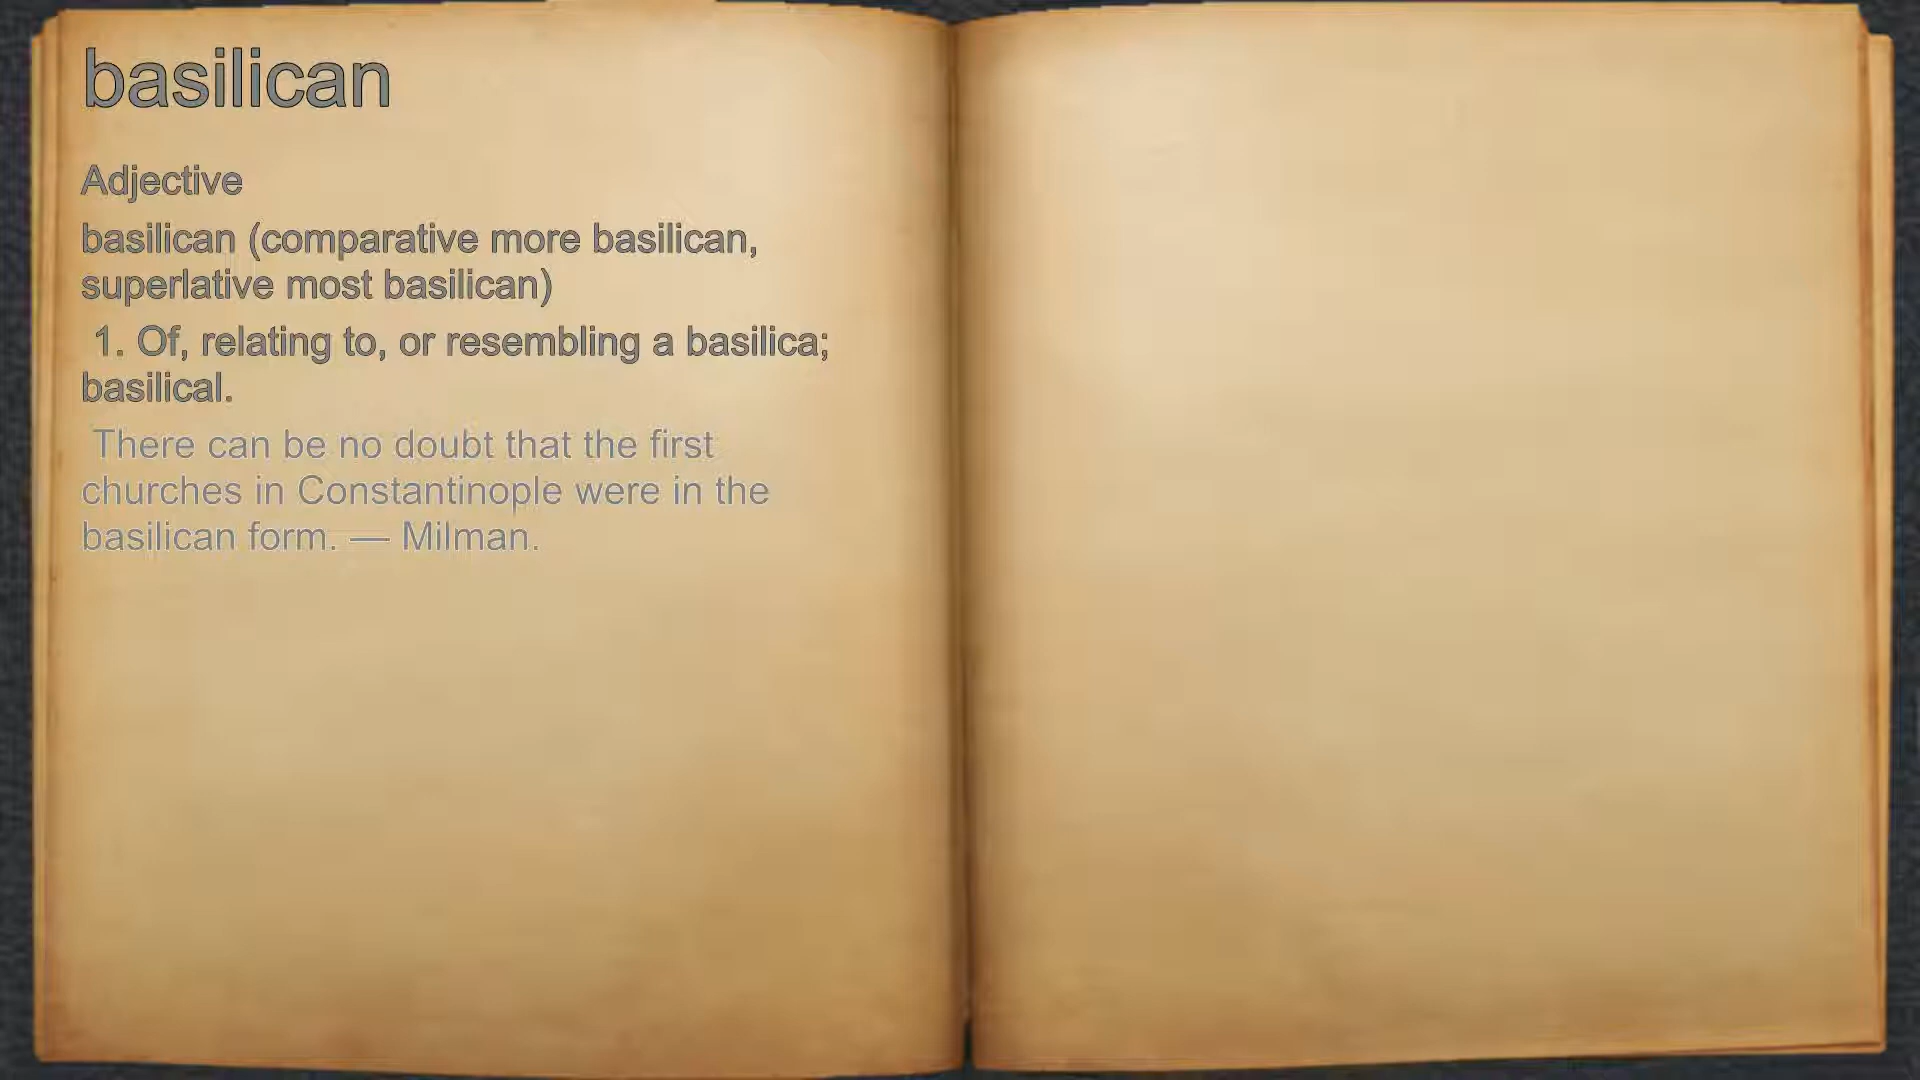 basilican
Adjective
basilican (comparative more basilican,
superlative most basilican)
1. Of, relating to, or resembling a basilica;
basilical.
There can be no doubt that the first
churches in Constantinople were in the
basilican form. — Milman.